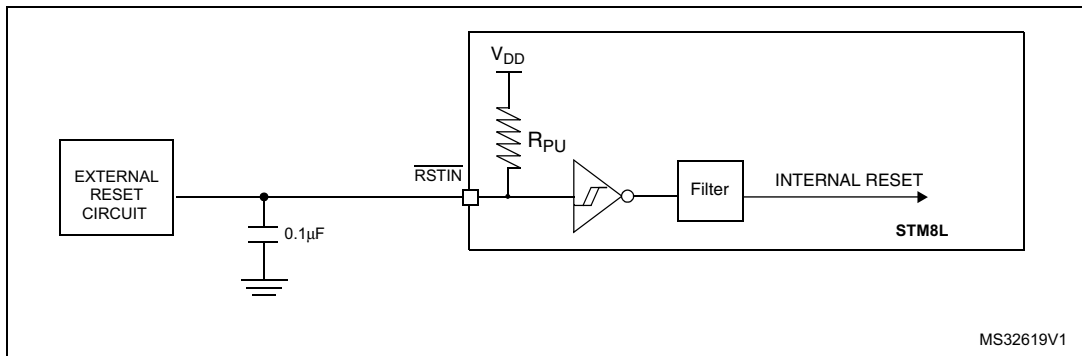 V_DD
R_PU
EXTERNAL
RESET
CIRCUIT
RSTIN
0.1µF
Filter
INTERNAL RESET
STM8L
MS32619V1